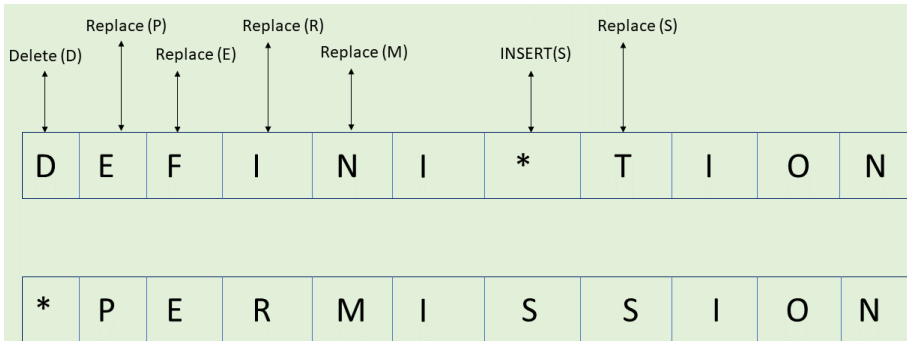 Replace (P) Replace (R) Replace (S)
Delete (D) Replace (E) Replace (M) INSERT(S)
D E F I N I * T I O N
* P E R M I S S I O N